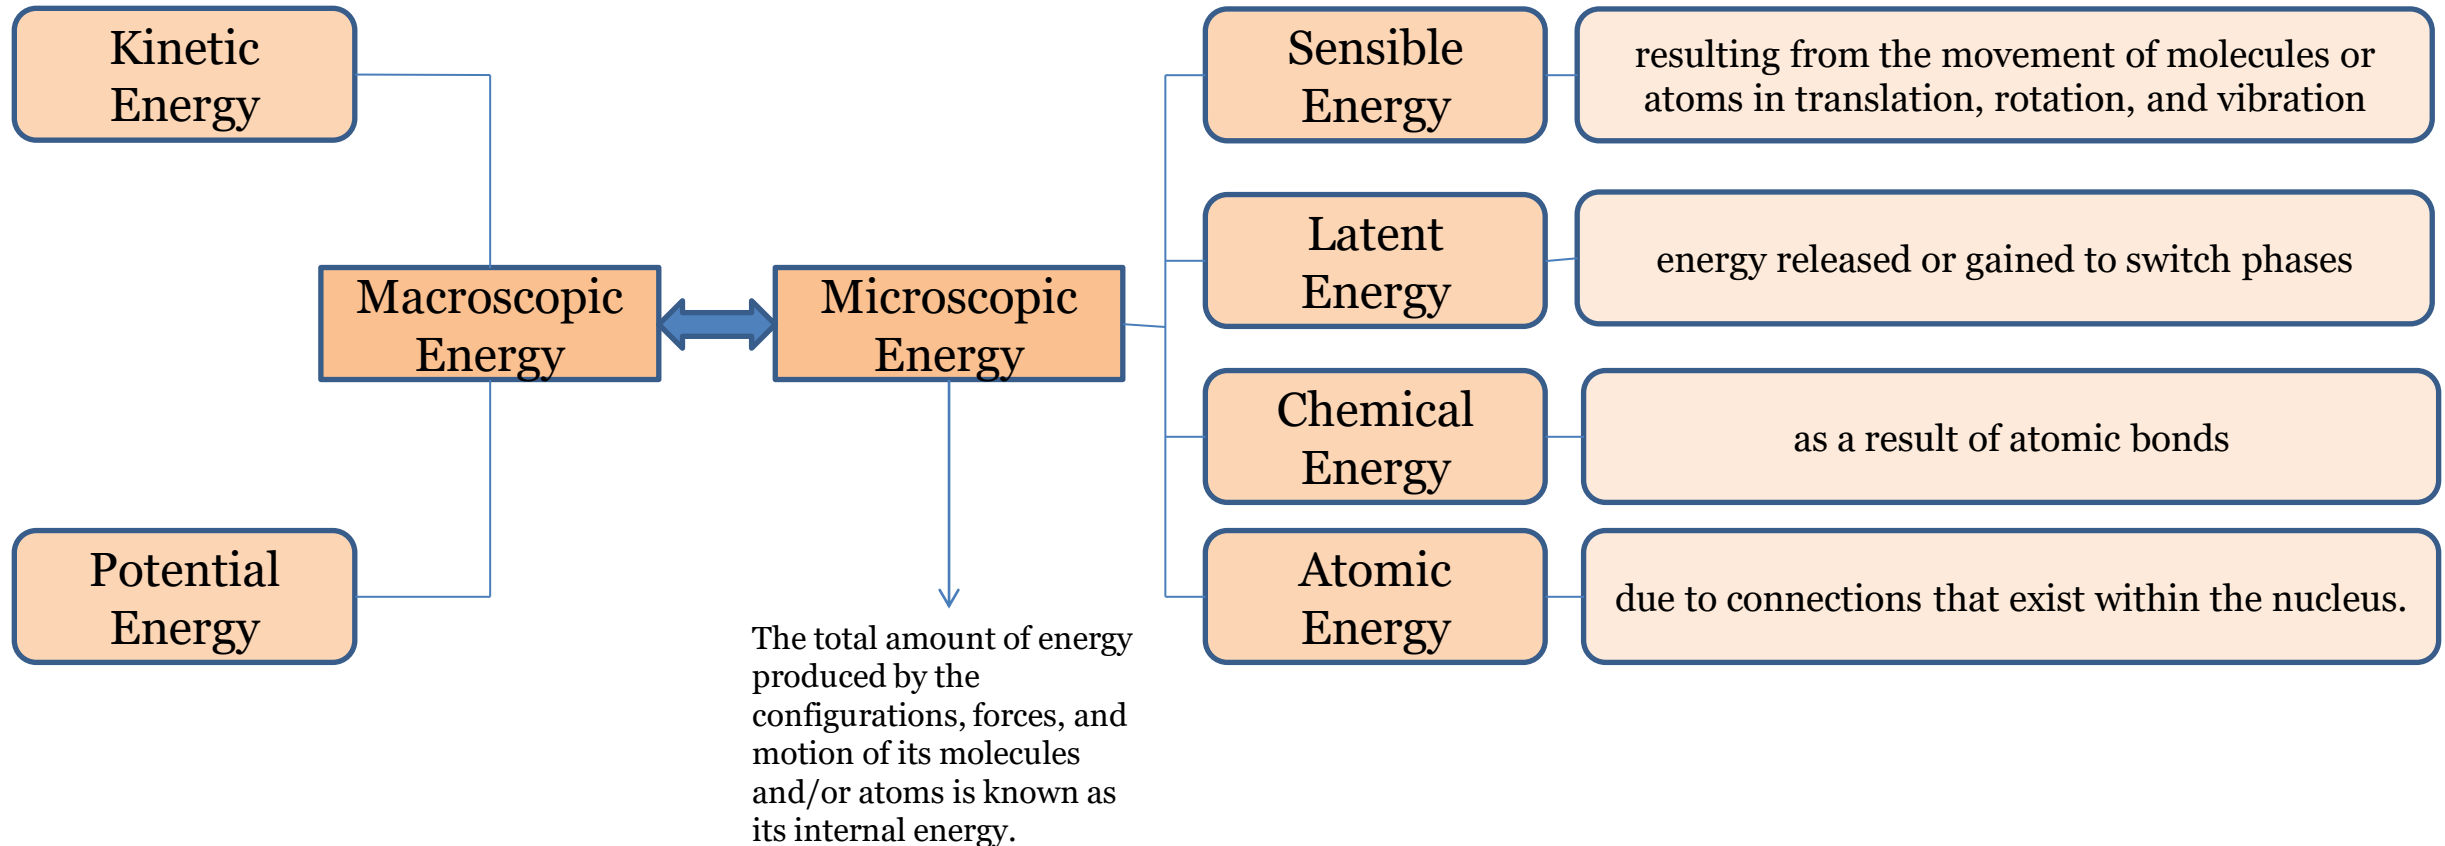 Kinetic
Energy
Macroscopic
Energy
Potential
Energy
Microscopic
Energy
The total amount of energy
produced by the
configurations, forces, and
motion of its molecules
and/or atoms is known as
its internal energy.
Sensible
Energy
resulting from the movement of molecules or
atoms in translation, rotation, and vibration
Latent
Energy
energy released or gained to switch phases
Chemical
Energy
as a result of atomic bonds
Atomic
Energy
due to connections that exist within the nucleus.